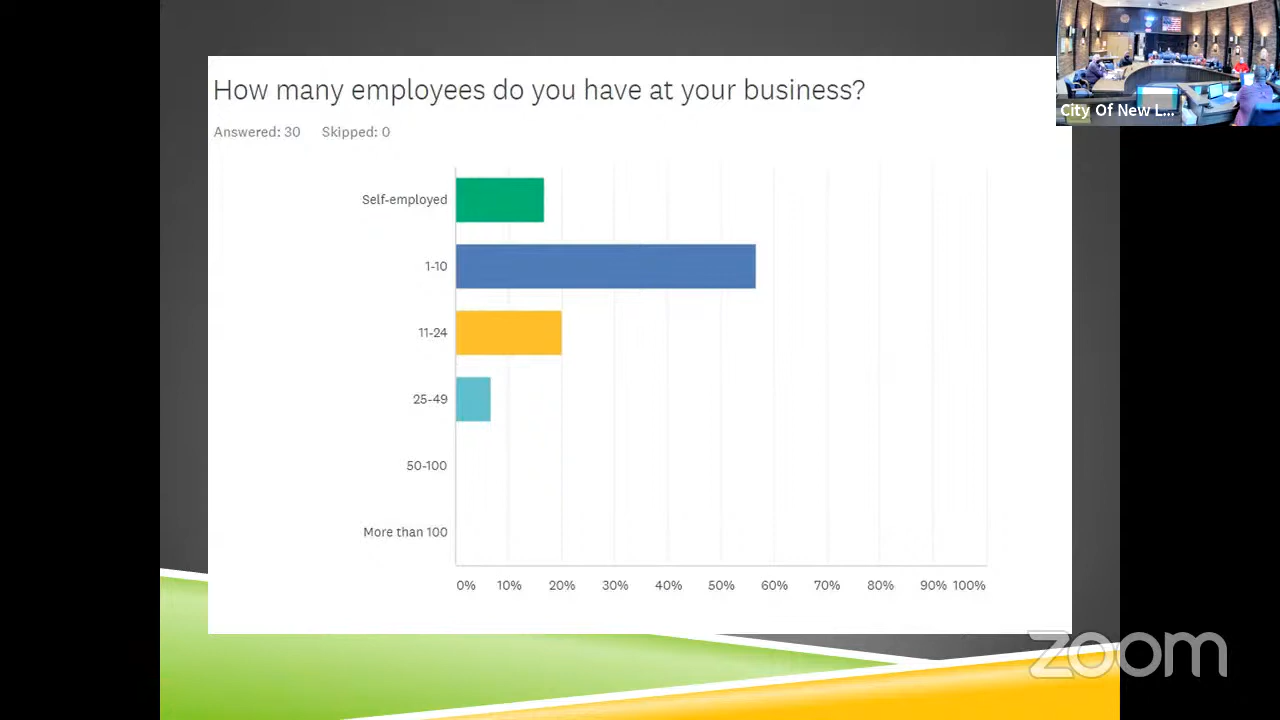 How many employees do you have at your business?
City Of New L...
Answered: 30 Skipped: 0
Self-employed
1-10
11-24
25-49
50-100
More than 100
0% 10% 20% 30% 40% 50% 60% 70% 80% 90% 100%
zoom